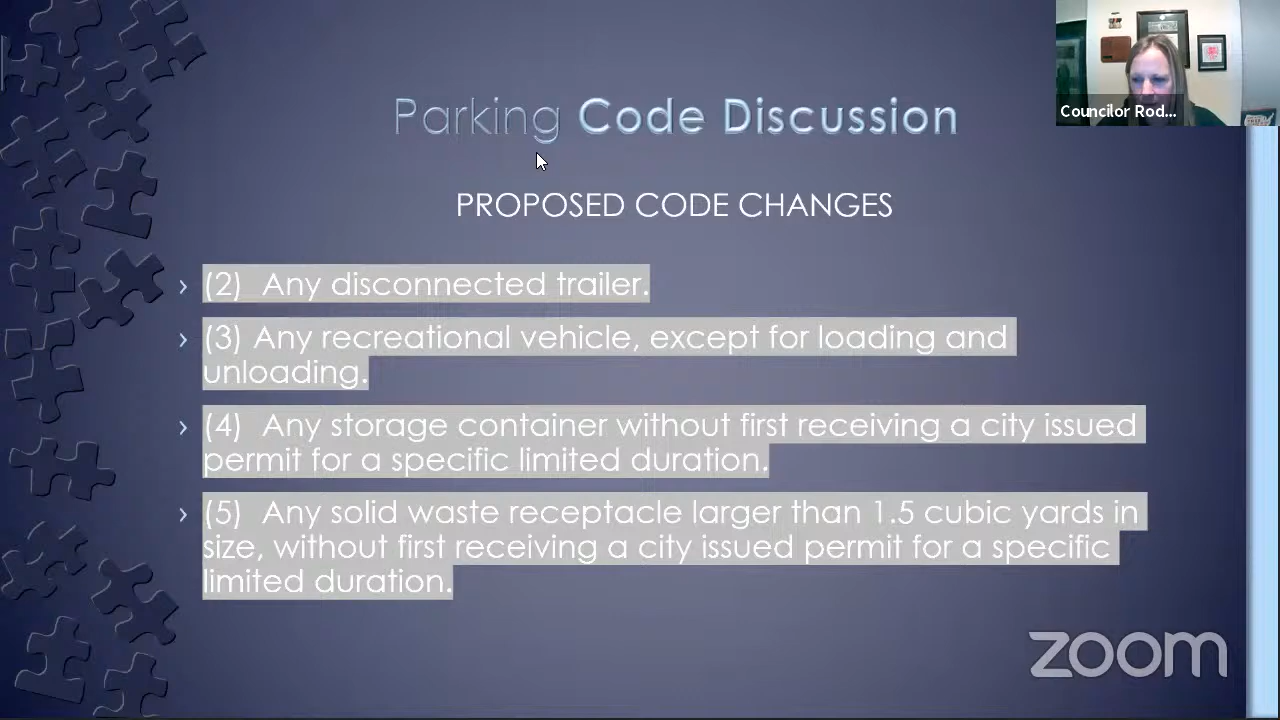 Councilor Rod...
Parking Code Discussion
PROPOSED CODE CHANGES
› (2) Any disconnected trailer.
› (3) Any recreational vehicle, except for loading and
unloading.
› (4) Any storage container without first receiving a city issued
permit for a specific limited duration.
› (5) Any solid waste receptacle larger than 1.5 cubic yards in
size, without first receiving a city issued permit for a specific
limited duration.
zoom